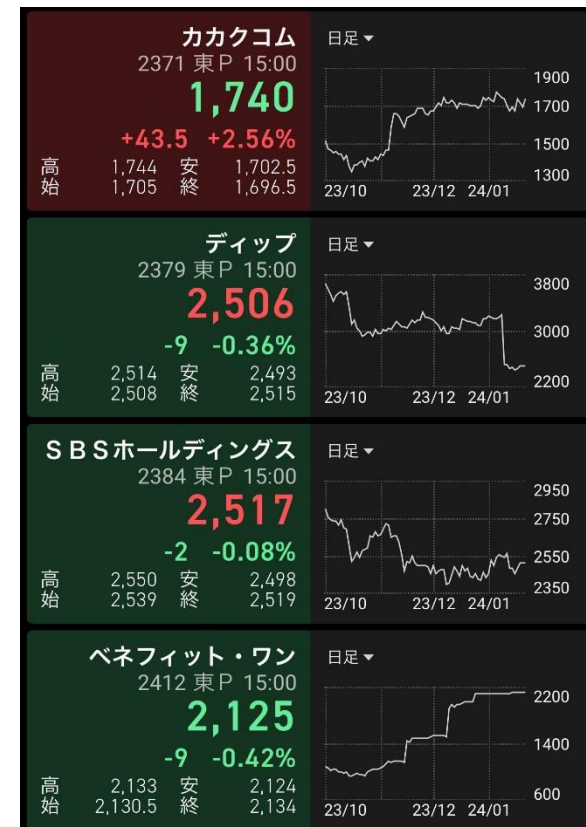 カカクコム
2371 東P 15:00
1,740
+43.5 +2.56%
高 1,744 安 1,702.5
始 1,705 終 1,696.5
日足▼
1900
1700
1500
1300
23/10 23/12 24/01
ディップ
2379 東P 15:00
2,506
-9 -0.36%
高 2,514 安 2,493
始 2,508 終 2,515
日足▼
3800
3000
2200
23/10 23/12 24/01
SBSホールディングス
2384 東P 15:00
2,517
-2 -0.08%
高 2,550 安 2,498
始 2,539 終 2,519
日足▼
2950
2750
2550
2350
23/10 23/12 24/01
ベネフィット・ワン
2412 東P 15:00
2,125
-9 -0.42%
高 2,133 安 2,124
始 2,130.5 終 2,134
日足▼
2200
1400
600
23/10 23/12 24/01